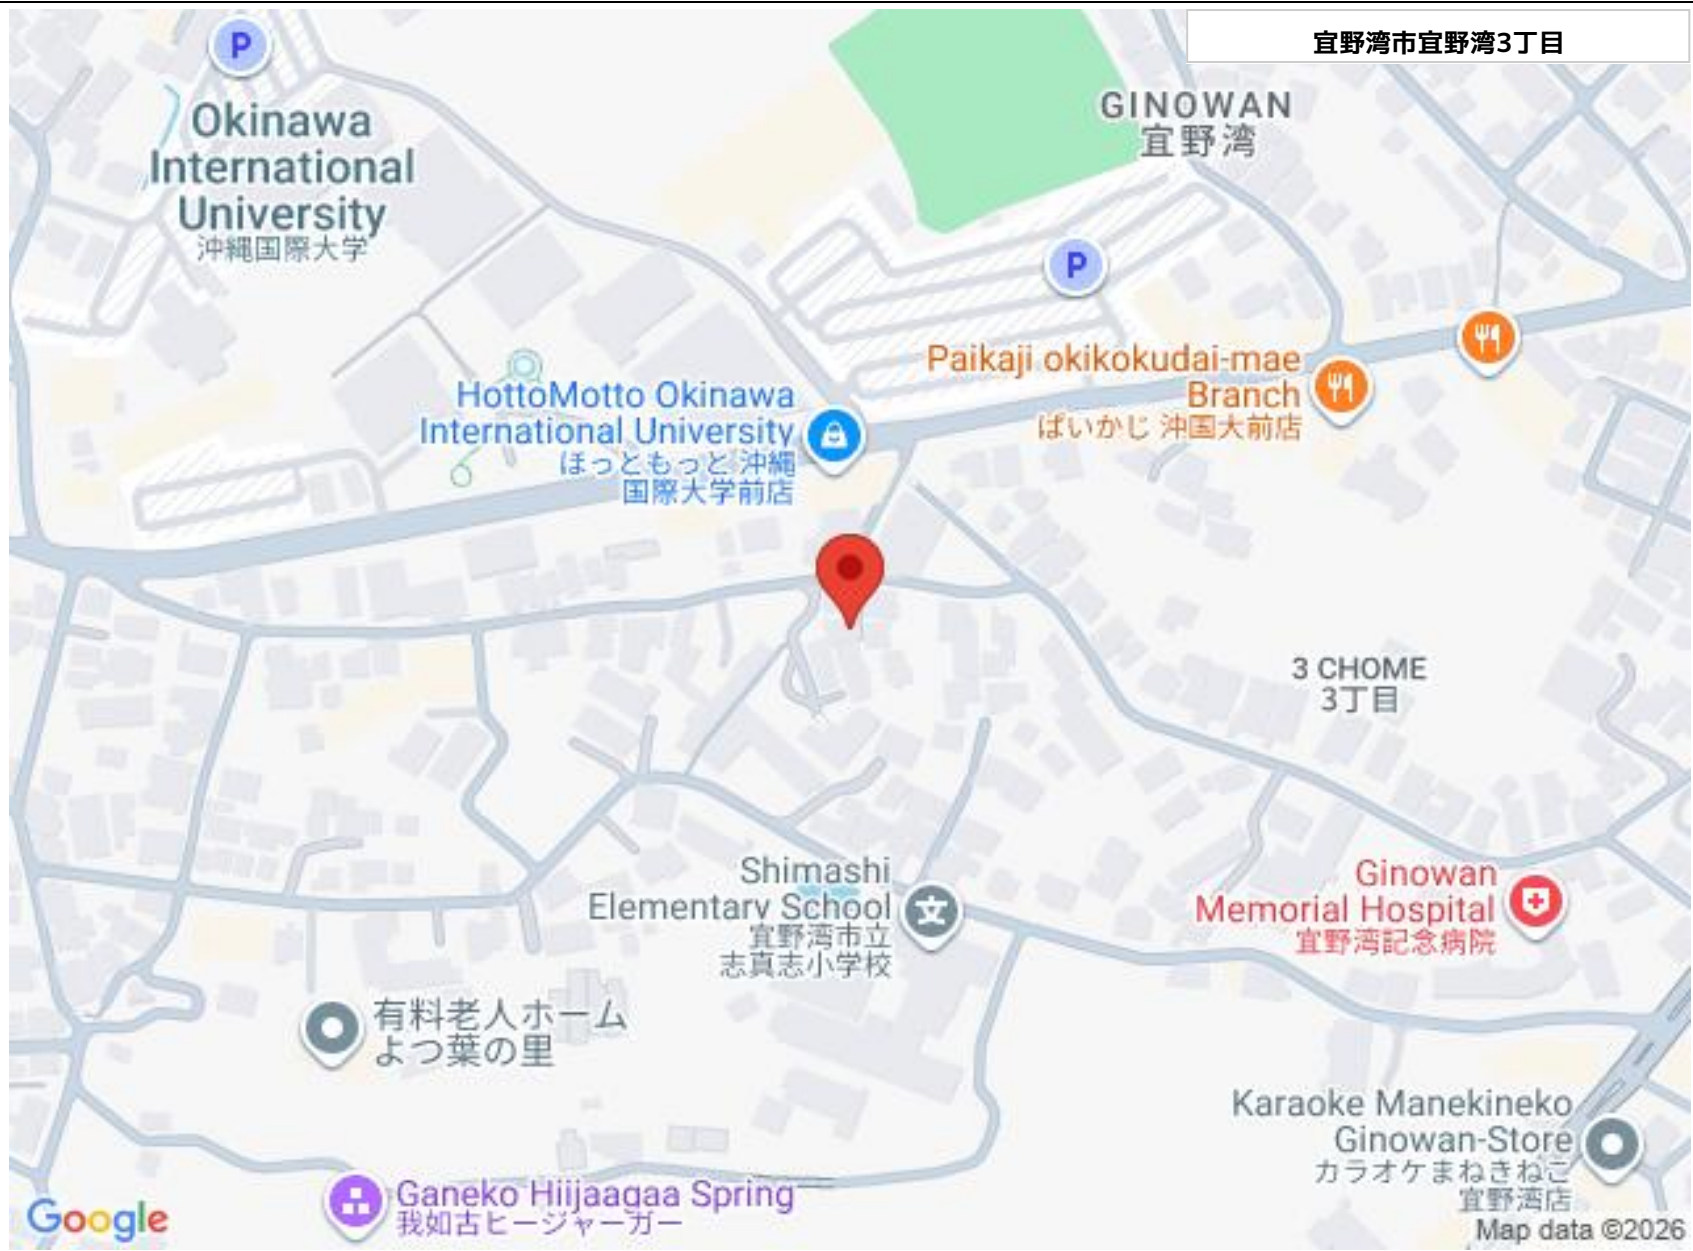 宜野湾市宜野湾3丁目
P
Okinawa
International
University
沖縄国際大学
GINOWAN
宜野湾
P
Paikaji okikokudai-mae
Branch
ぱいかじ 沖国大前店
HottoMotto Okinawa
International University
ほっともっと 沖縄
国際大学前店
3 CHOME
3丁目
Shimashi
Elementary School
宜野湾市立
志真志小学校
文
Ginowan
Memorial Hospital
宜野湾記念病院
有料老人ホーム
よつ葉の里
Karaoke Manekineko
Ginowan-Store
カラオケまねきねこ
宜野湾店
Ganeko Hiijaagaa Spring
我如古ヒージャーガー
Google
Map data ©2026